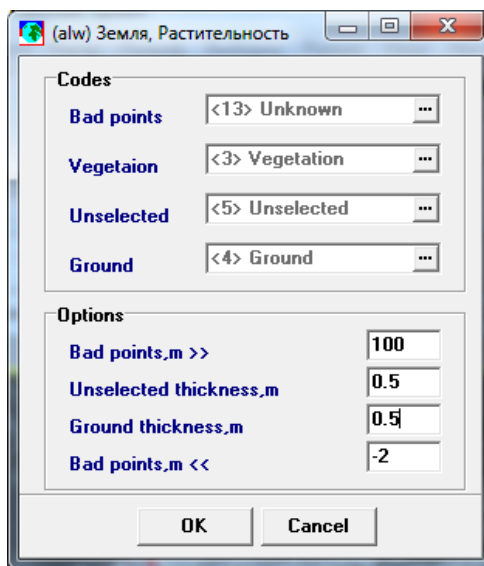 (alw) Земля, Растительность
Codes
Bad points <13> Unknown ...
Vegetaion <3> Vegetation ...
Unselected <5> Unselected ...
Ground <4> Ground ...
Options
Bad points,m >> 100
Unselected thickness,m 0.5
Ground thickness,m 0.5
Bad points,m << -2
OK Cancel